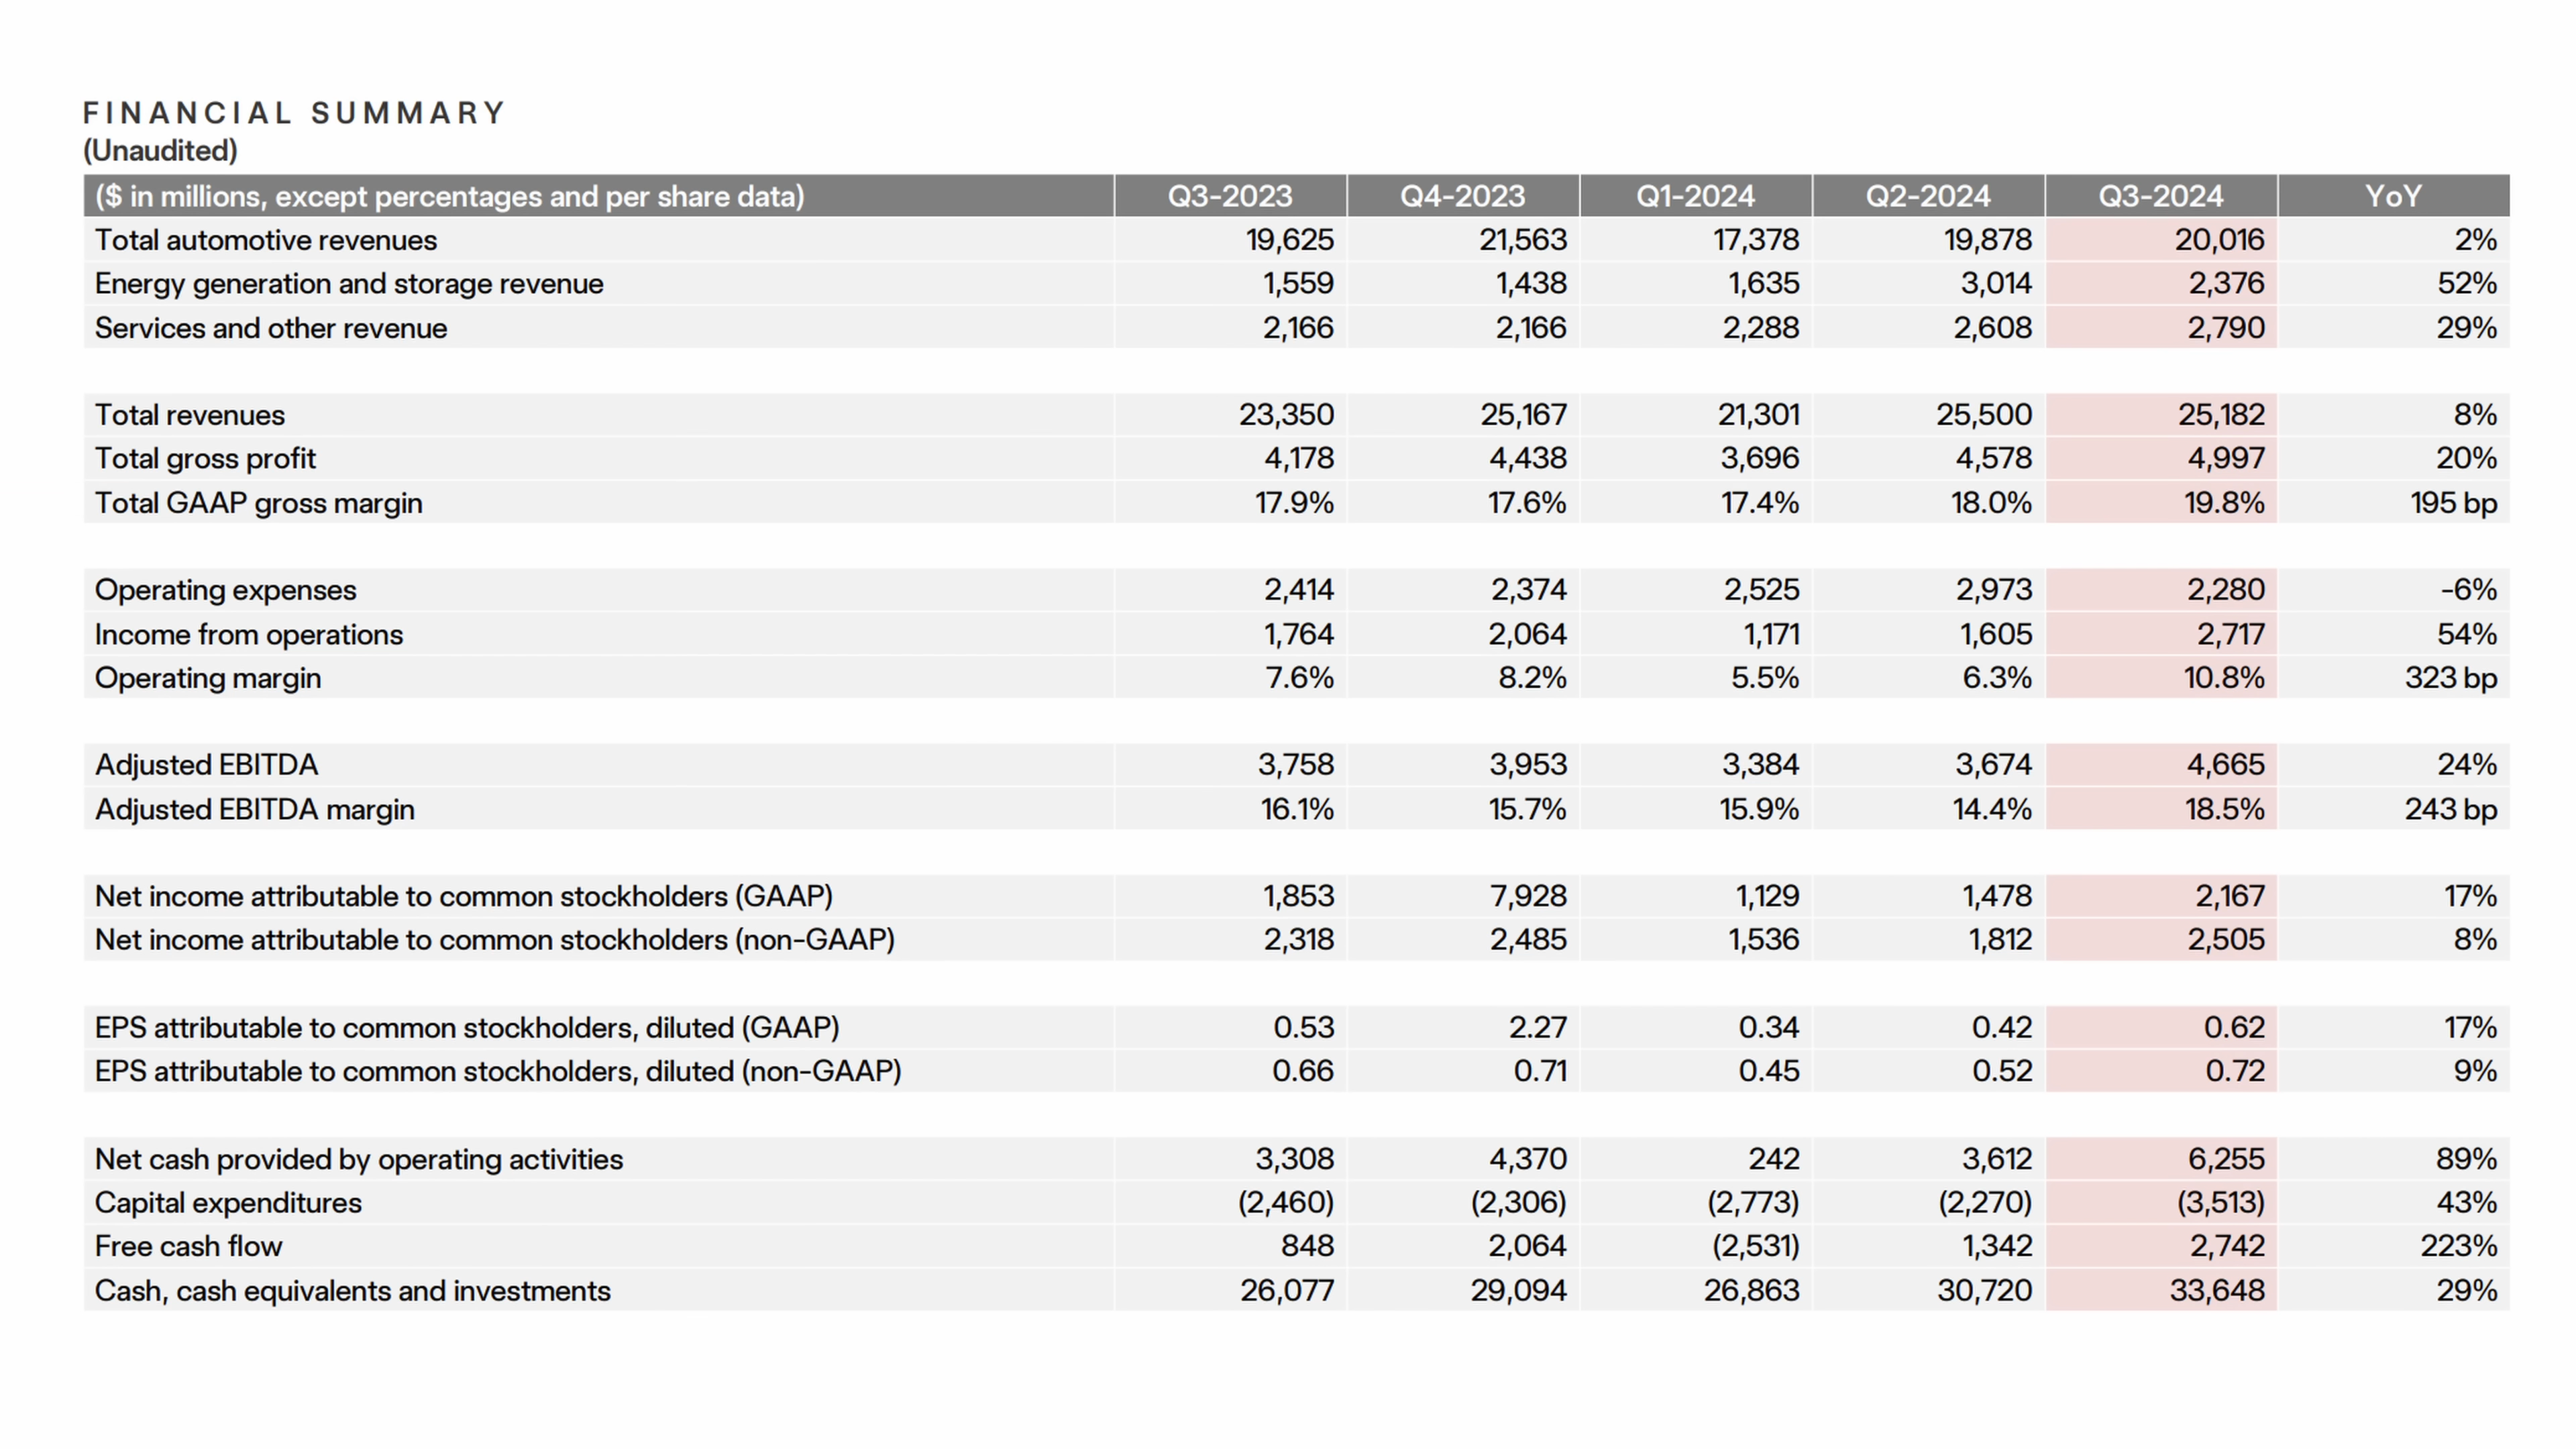 FINANCIAL SUMMARY
(Unaudited)
($ in millions, except percentages and per share data) Q3-2023 Q4-2023 Q1-2024 Q2-2024 Q3-2024 YoY
Total automotive revenues 19,625 21,563 17,378 19,878 20,016 2%
Energy generation and storage revenue 1,559 1,438 1,635 3,014 2,376 52%
Services and other revenue 2,166 2,166 2,288 2,608 2,790 29%
Total revenues 23,350 25,167 21,301 25,500 25,182 8%
Total gross profit 4,178 4,438 3,696 4,578 4,997 20%
Total GAAP gross margin 17.9% 17.6% 17.4% 18.0% 19.8% 195 bp
Operating expenses 2,414 2,374 2,525 2,973 2,280 -6%
Income from operations 1,764 2,064 1,171 1,605 2,717 54%
Operating margin 7.6% 8.2% 5.5% 6.3% 10.8% 323 bp
Adjusted EBITDA 3,758 3,953 3,384 3,674 4,665 24%
Adjusted EBITDA margin 16.1% 15.7% 15.9% 14.4% 18.5% 243 bp
Net income attributable to common stockholders (GAAP) 1,853 7,928 1,129 1,478 2,167 17%
Net income attributable to common stockholders (non-GAAP) 2,318 2,485 1,536 1,812 2,505 8%
EPS attributable to common stockholders, diluted (GAAP) 0.53 2.27 0.34 0.42 0.62 17%
EPS attributable to common stockholders, diluted (non-GAAP) 0.66 0.71 0.45 0.52 0.72 9%
Net cash provided by operating activities 3,308 4,370 242 3,612 6,255 89%
Capital expenditures (2,460) (2,306) (2,773) (2,270) (3,513) 43%
Free cash flow 848 2,064 (2,531) 1,342 2,742 223%
Cash, cash equivalents and investments 26,077 29,094 26,863 30,720 33,648 29%